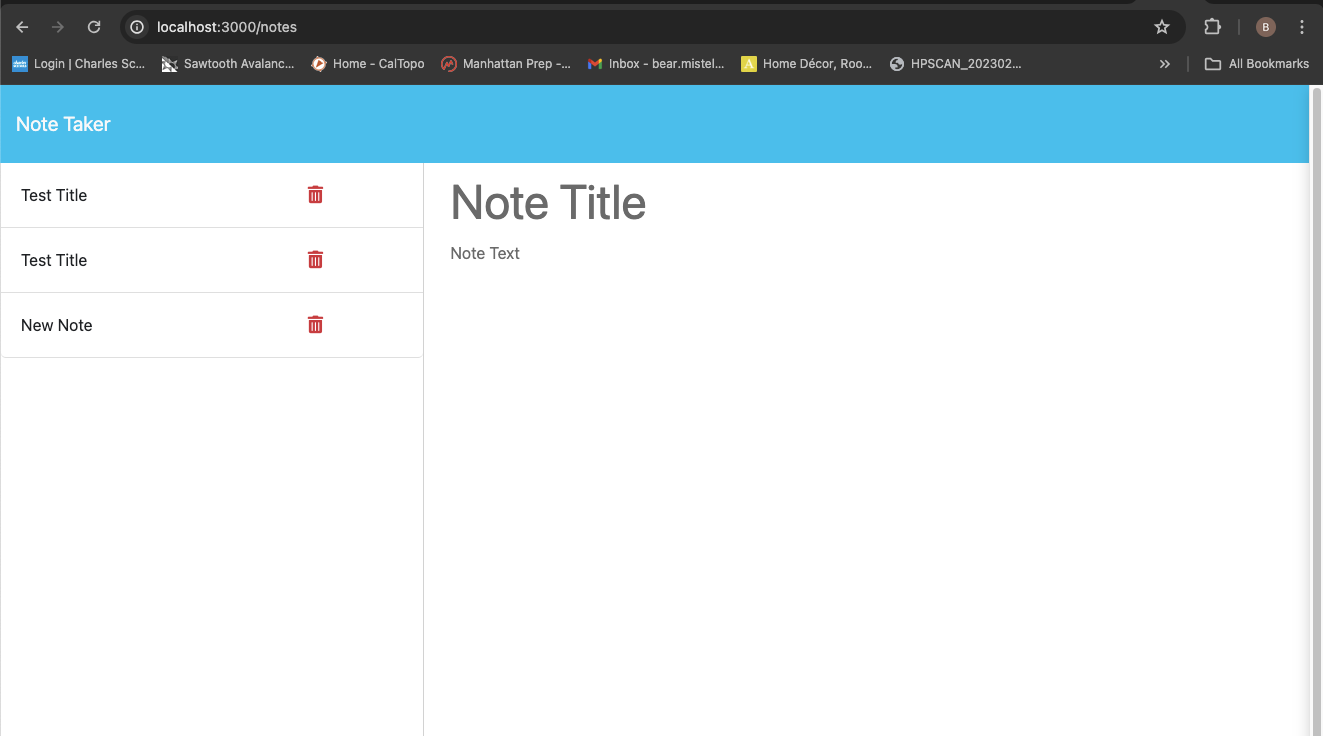 localhost:3000/notes
B
Login | Charles Sc...
Sawtooth Avalanc...
Home - CalTopo
Manhattan Prep -...
Inbox - bear.mistel...
A
Home Décor, Roo...
HPSCAN_202302...
»
All Bookmarks
Note Taker
Test Title
Test Title
New Note
Note Title
Note Text